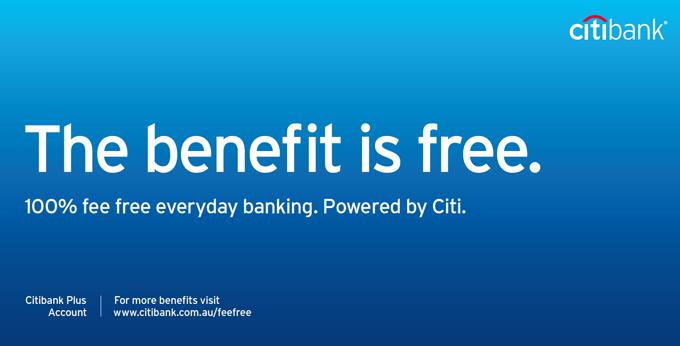 citibank®
The benefit is free.
100% fee free everyday banking. Powered by Citi.
Citibank Plus
Account
For more benefits visit
www.citibank.com.au/feefree